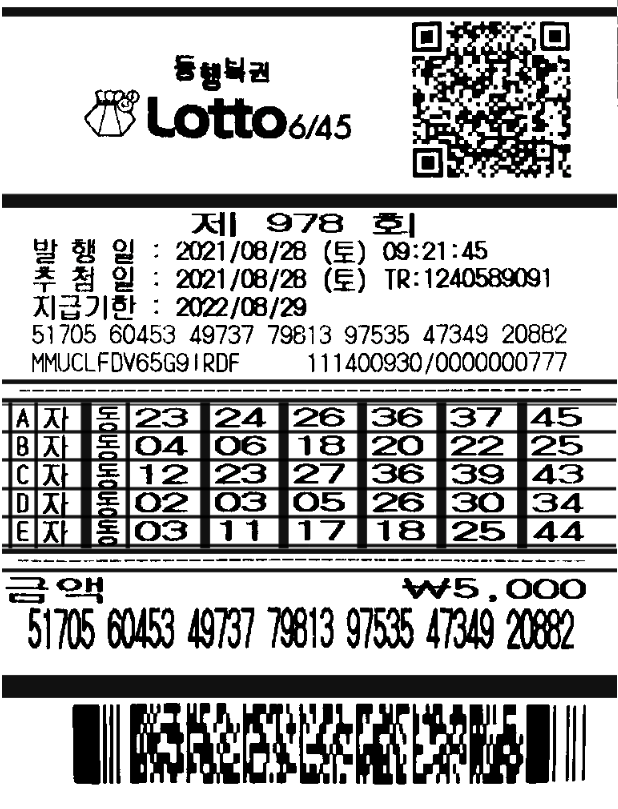 동행복권
Lotto 6/45
제 978 회
발 행 일 : 2021/08/28 (토) 09:21:45
추 첨 일 : 2021/08/28 (토) TR:1240589091
지급기한 : 2022/08/29
51705 60453 49737 79813 97535 47349 20882
MMUCLFDV65G9IRDF 111400930/0000000777
A 자 동 23 24 26 36 37 45
B 자 동 04 06 18 20 22 25
C 자 동 12 23 27 36 39 43
D 자 동 02 03 05 26 30 34
E 자 동 03 11 17 18 25 44
금액 ₩5,000
51705 60453 49737 79813 97535 47349 20882